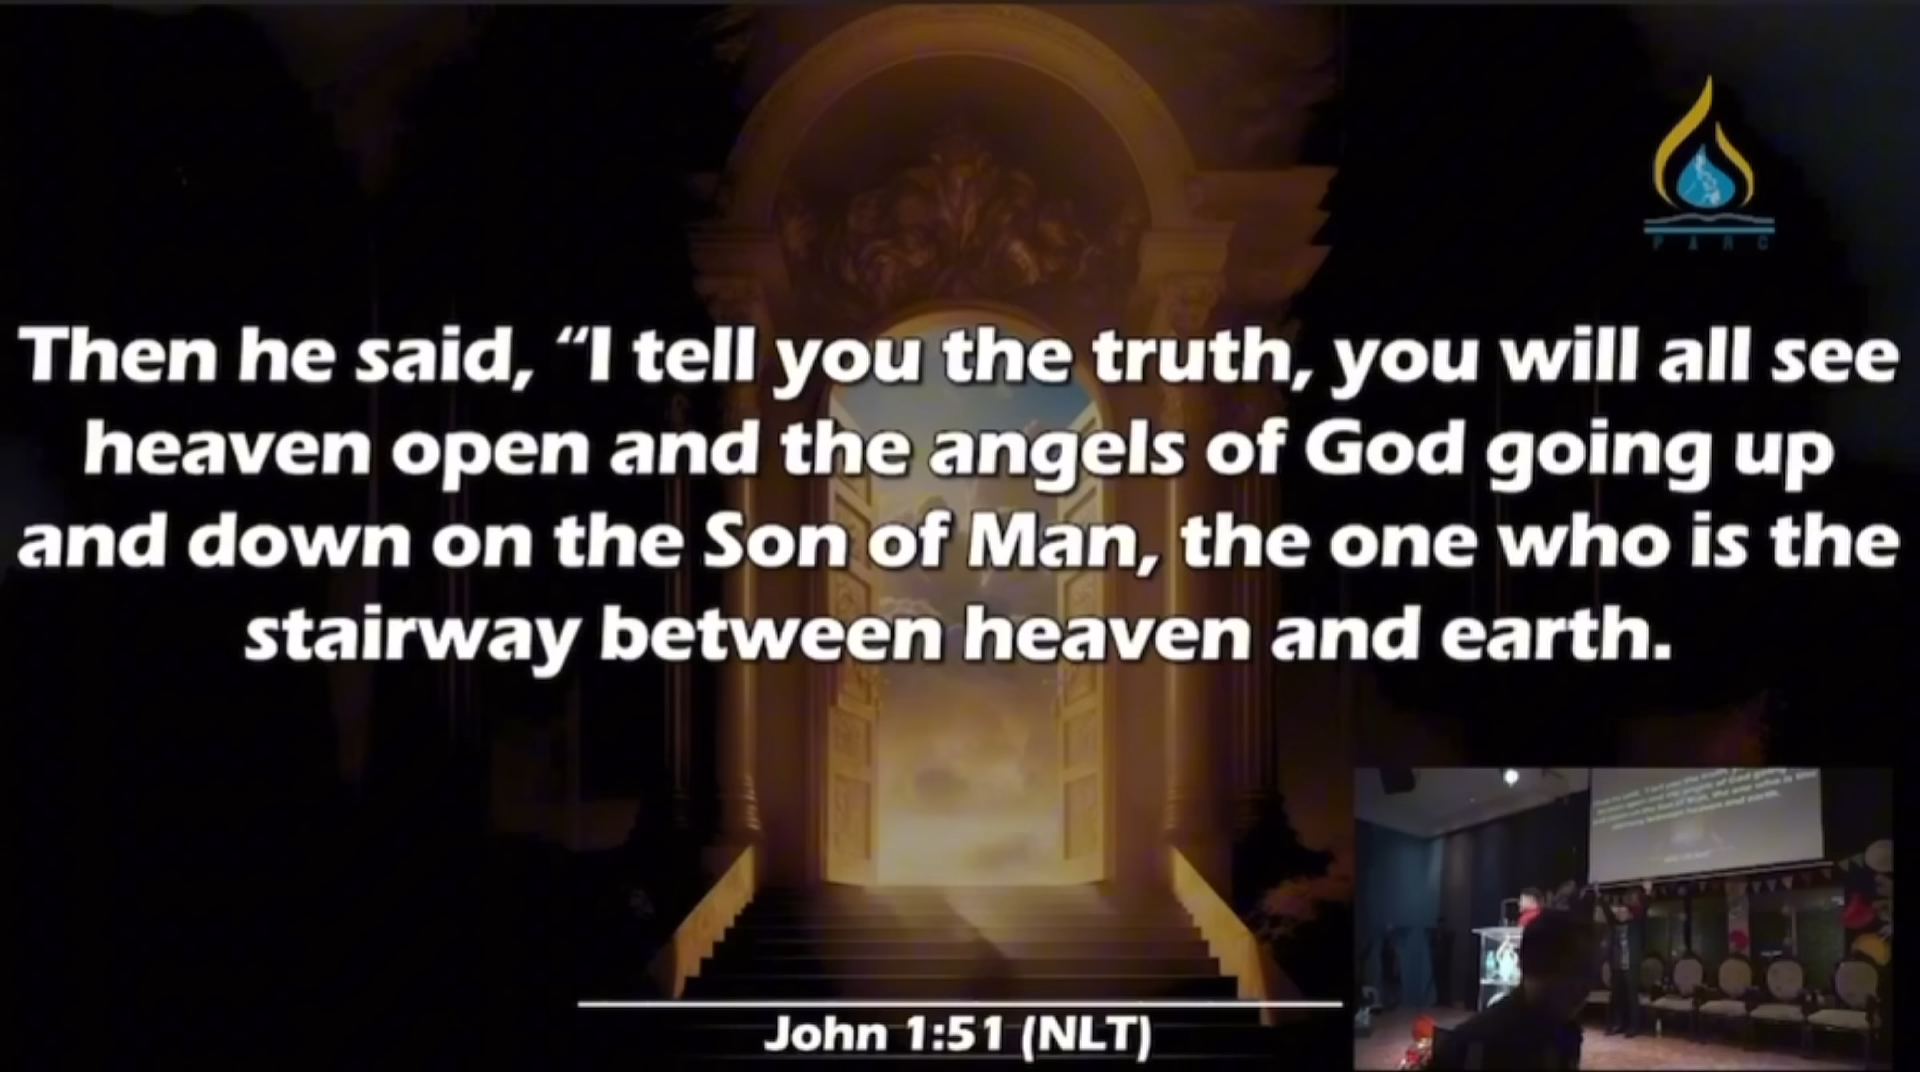 PARC
Then he said, “I tell you the truth, you will all see
heaven open and the angels of God going up
and down on the Son of Man, the one who is the
stairway between heaven and earth.
John 1:51 (NLT)